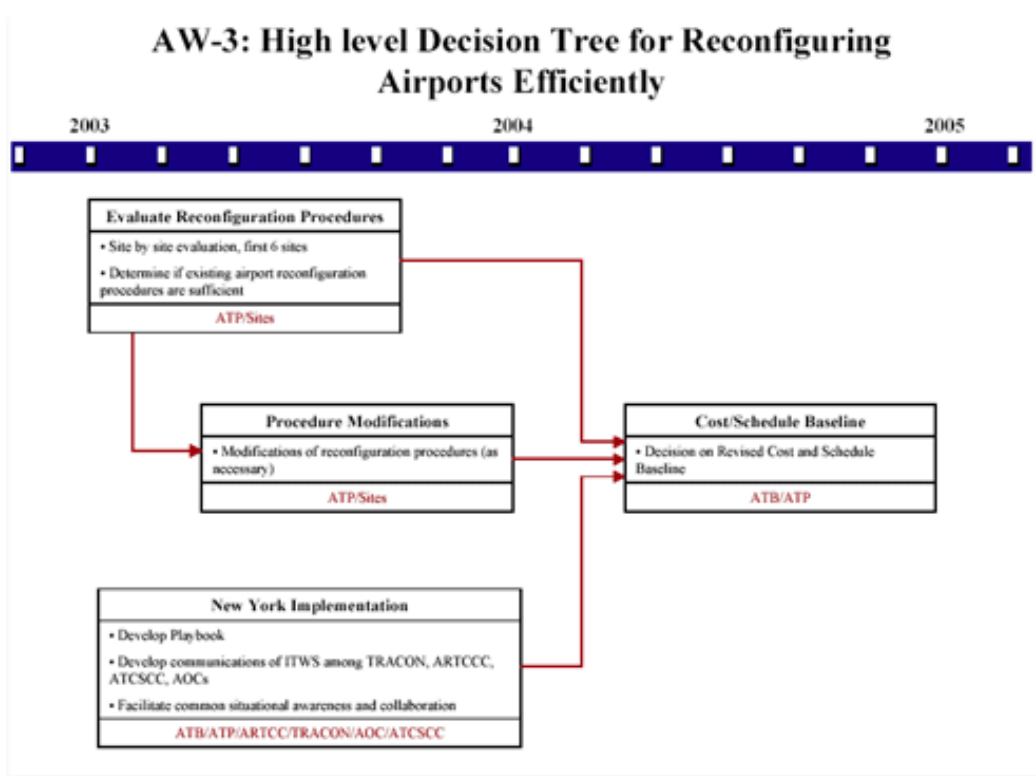 AW-3: High level Decision Tree for Reconfiguring
Airports Efficiently
2003
2004
2005
Evaluate Reconfiguration Procedures
• Site by site evaluation, first 6 sites
• Determine if existing airport reconfiguration
procedures are sufficient
ATP/Sites
Procedure Modifications
• Modifications of reconfiguration procedures (as
necessary)
ATP/Sites
Cost/Schedule Baseline
• Decision on Revised Cost and Schedule
Baseline
ATB/ATP
New York Implementation
• Develop Playbook
• Develop communications of ITWS among TRACON, ARTCCC,
ATCSCC, AOCs
• Facilitate common situational awareness and collaboration
ATB/ATP/ARTCC/TRACON/AOC/ATCSCC